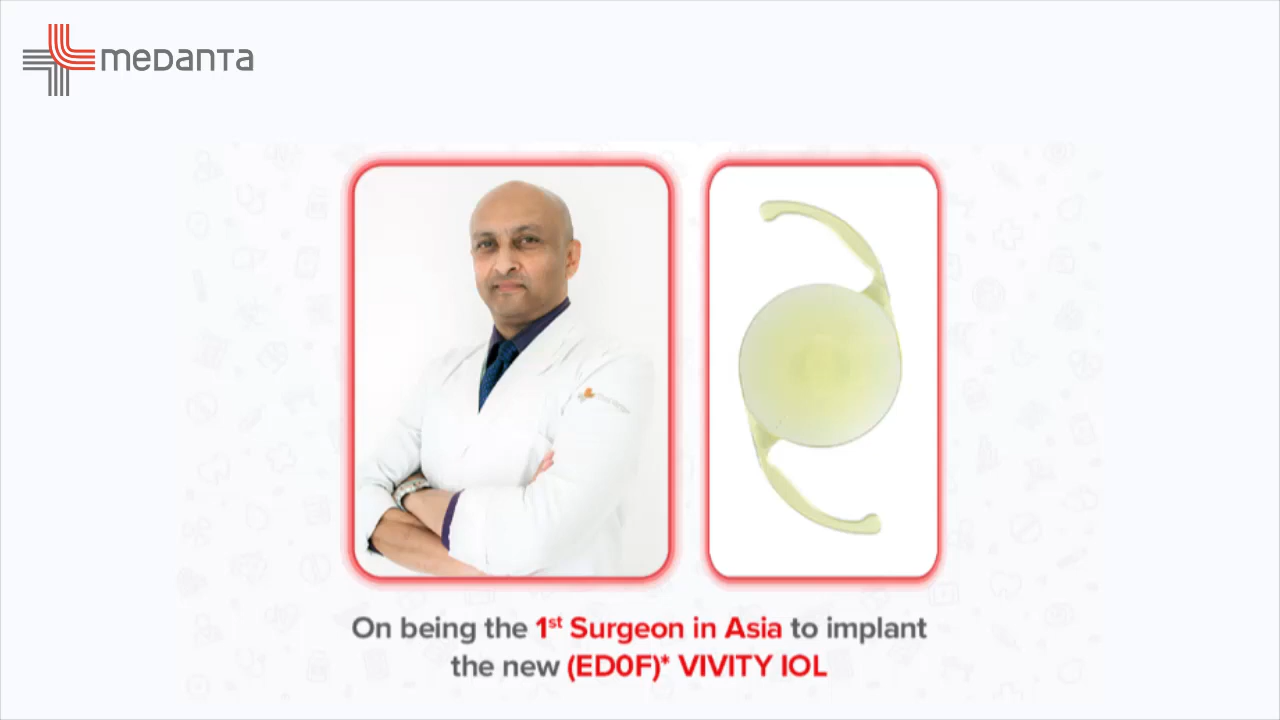 meDanTa
On being the 1st Surgeon in Asia to implant
the new (ED0F)* VIVITY IOL